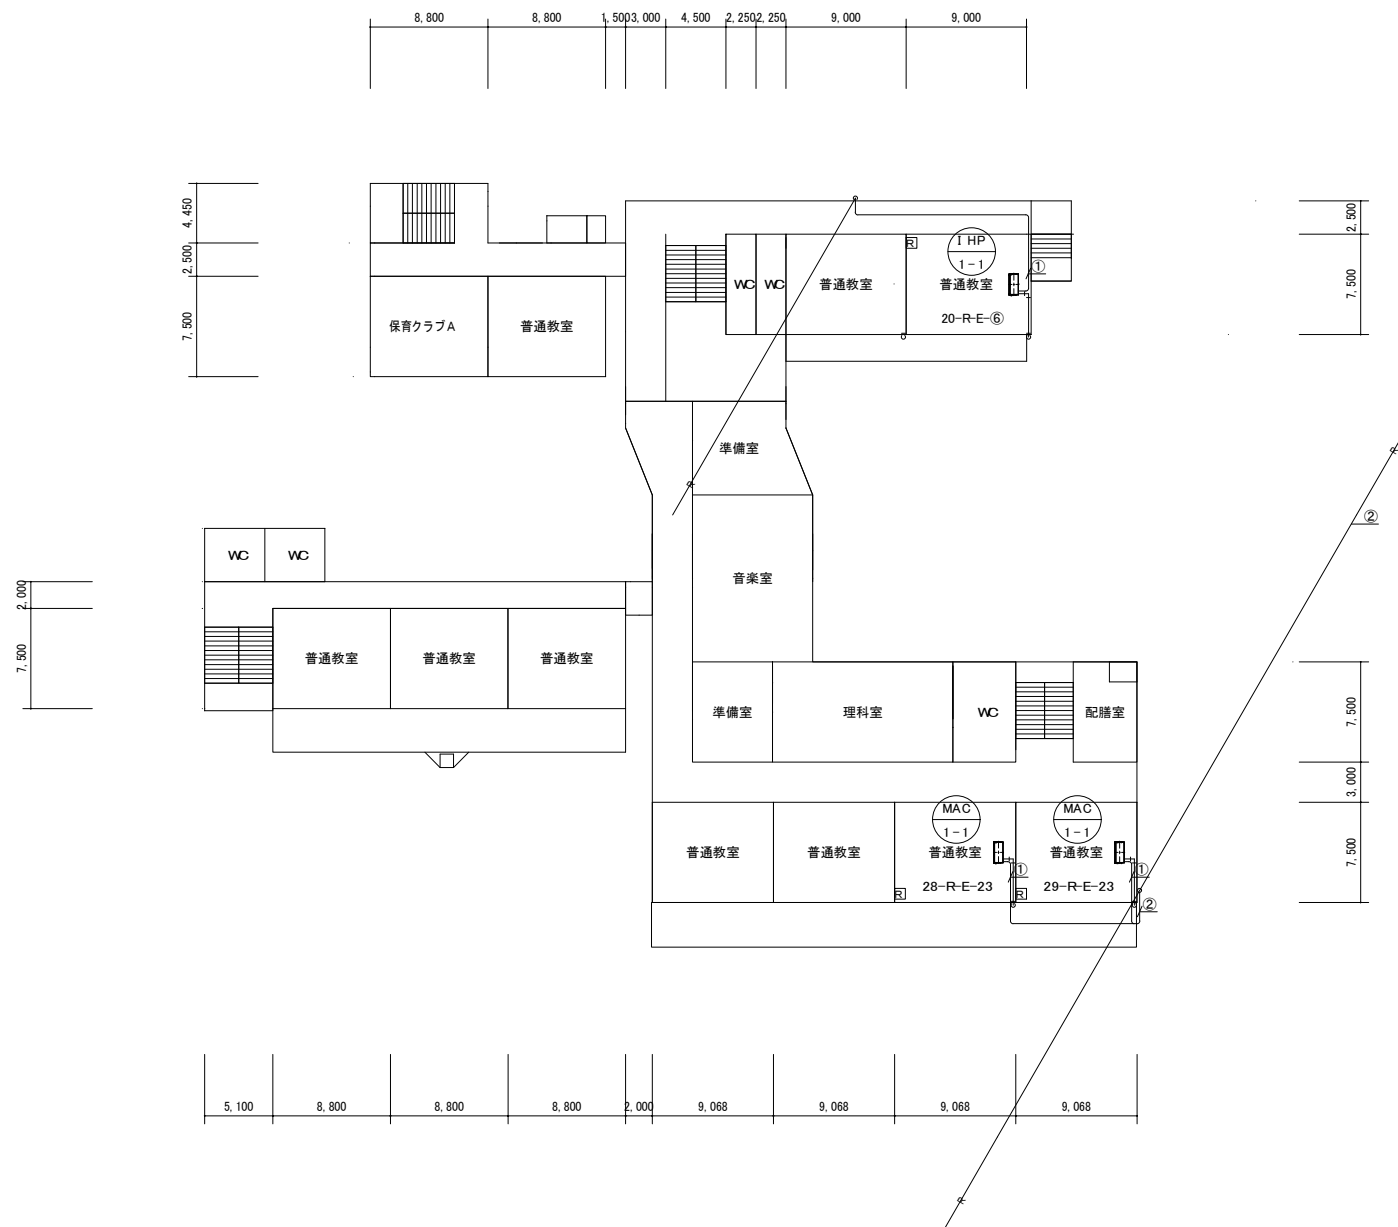 8,800
8,800
1,500
3,000
4,500
2,250
2,250
9,000
9,000
4,450
2,500
7,500
2,500
7,500
R
I HP
1-1
①
WC
WC
普通教室
普通教室
20-R-E-⑥
保育クラブA
普通教室
準備室
R
R
②
WC
WC
音楽室
2,000
7,500
普通教室
普通教室
普通教室
準備室
理科室
WC
配膳室
7,500
3,000
7,500
MAC
1-1
MAC
1-1
普通教室
普通教室
普通教室
普通教室
①
①
28-R-E-23
29-R-E-23
R
R
②
5,100
8,800
8,800
8,800
2,000
9,068
9,068
9,068
9,068
R